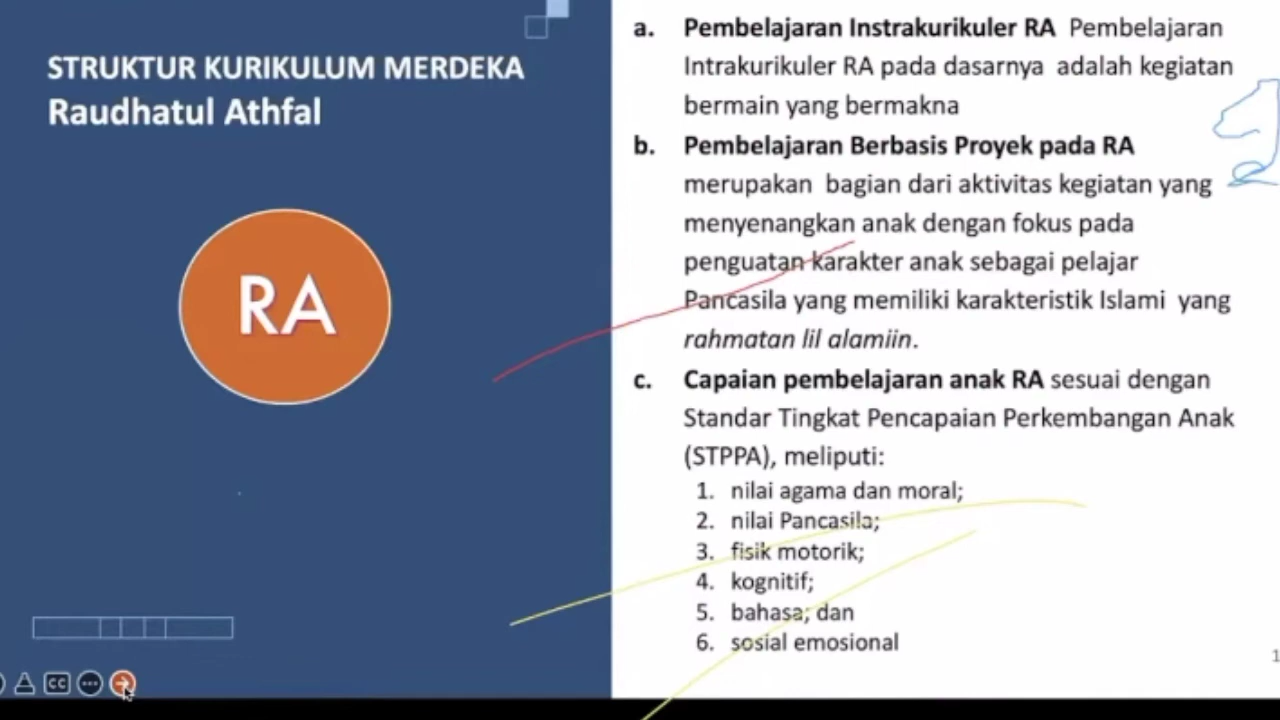 STRUKTUR KURIKULUM MERDEKA
Raudhatul Athfal
RA
a. Pembelajaran Instrakurikuler RA Pembelajaran
Intrakurikuler RA pada dasarnya adalah kegiatan
bermain yang bermakna
b. Pembelajaran Berbasis Proyek pada RA
merupakan bagian dari aktivitas kegiatan yang
menyenangkan anak dengan fokus pada
penguatan karakter anak sebagai pelajar
Pancasila yang memiliki karakteristik Islami yang
rahmatan lil alamiin.
c. Capaian pembelajaran anak RA sesuai dengan
Standar Tingkat Pencapaian Perkembangan Anak
(STPPA), meliputi:
1. nilai agama dan moral;
2. nilai Pancasila;
3. fisik motorik;
4. kognitif;
5. bahasa; dan
6. sosial emosional
CC